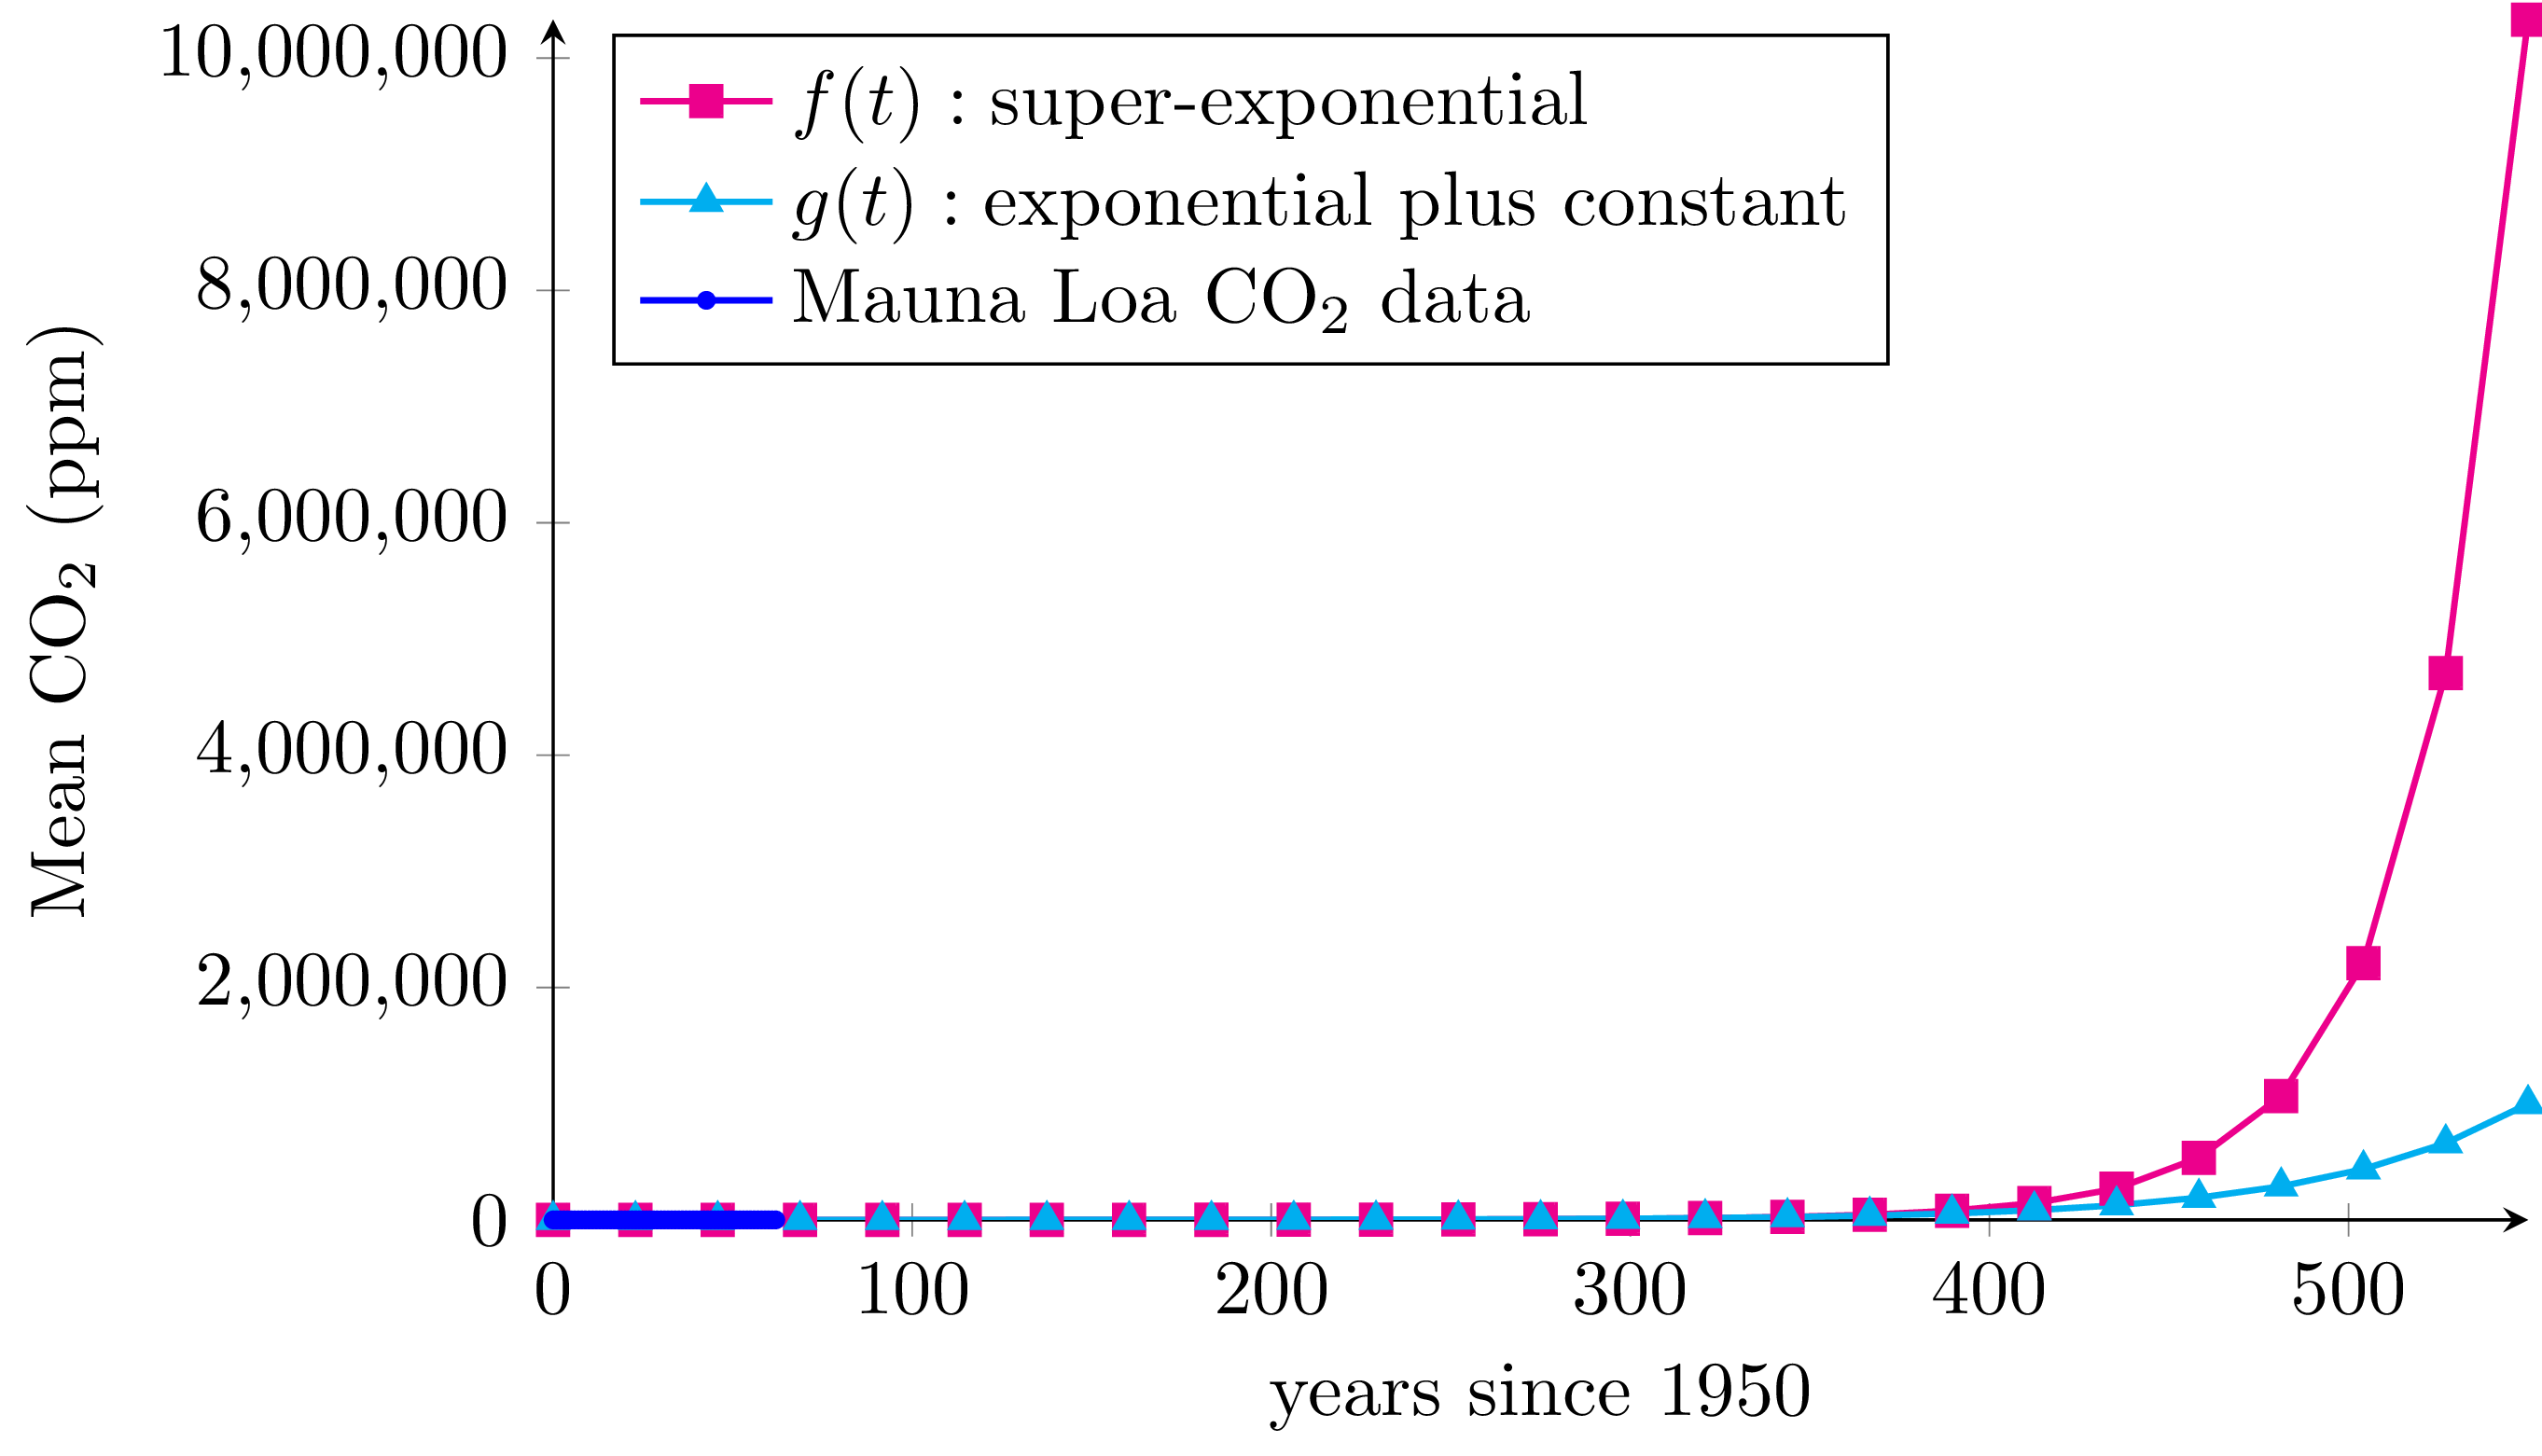 10,000,000
8,000,000
6,000,000
4,000,000
2,000,000
0
Mean CO₂ (ppm)
f(t) : super-exponential
g(t) : exponential plus constant
Mauna Loa CO₂ data
0 100 200 300 400 500
years since 1950